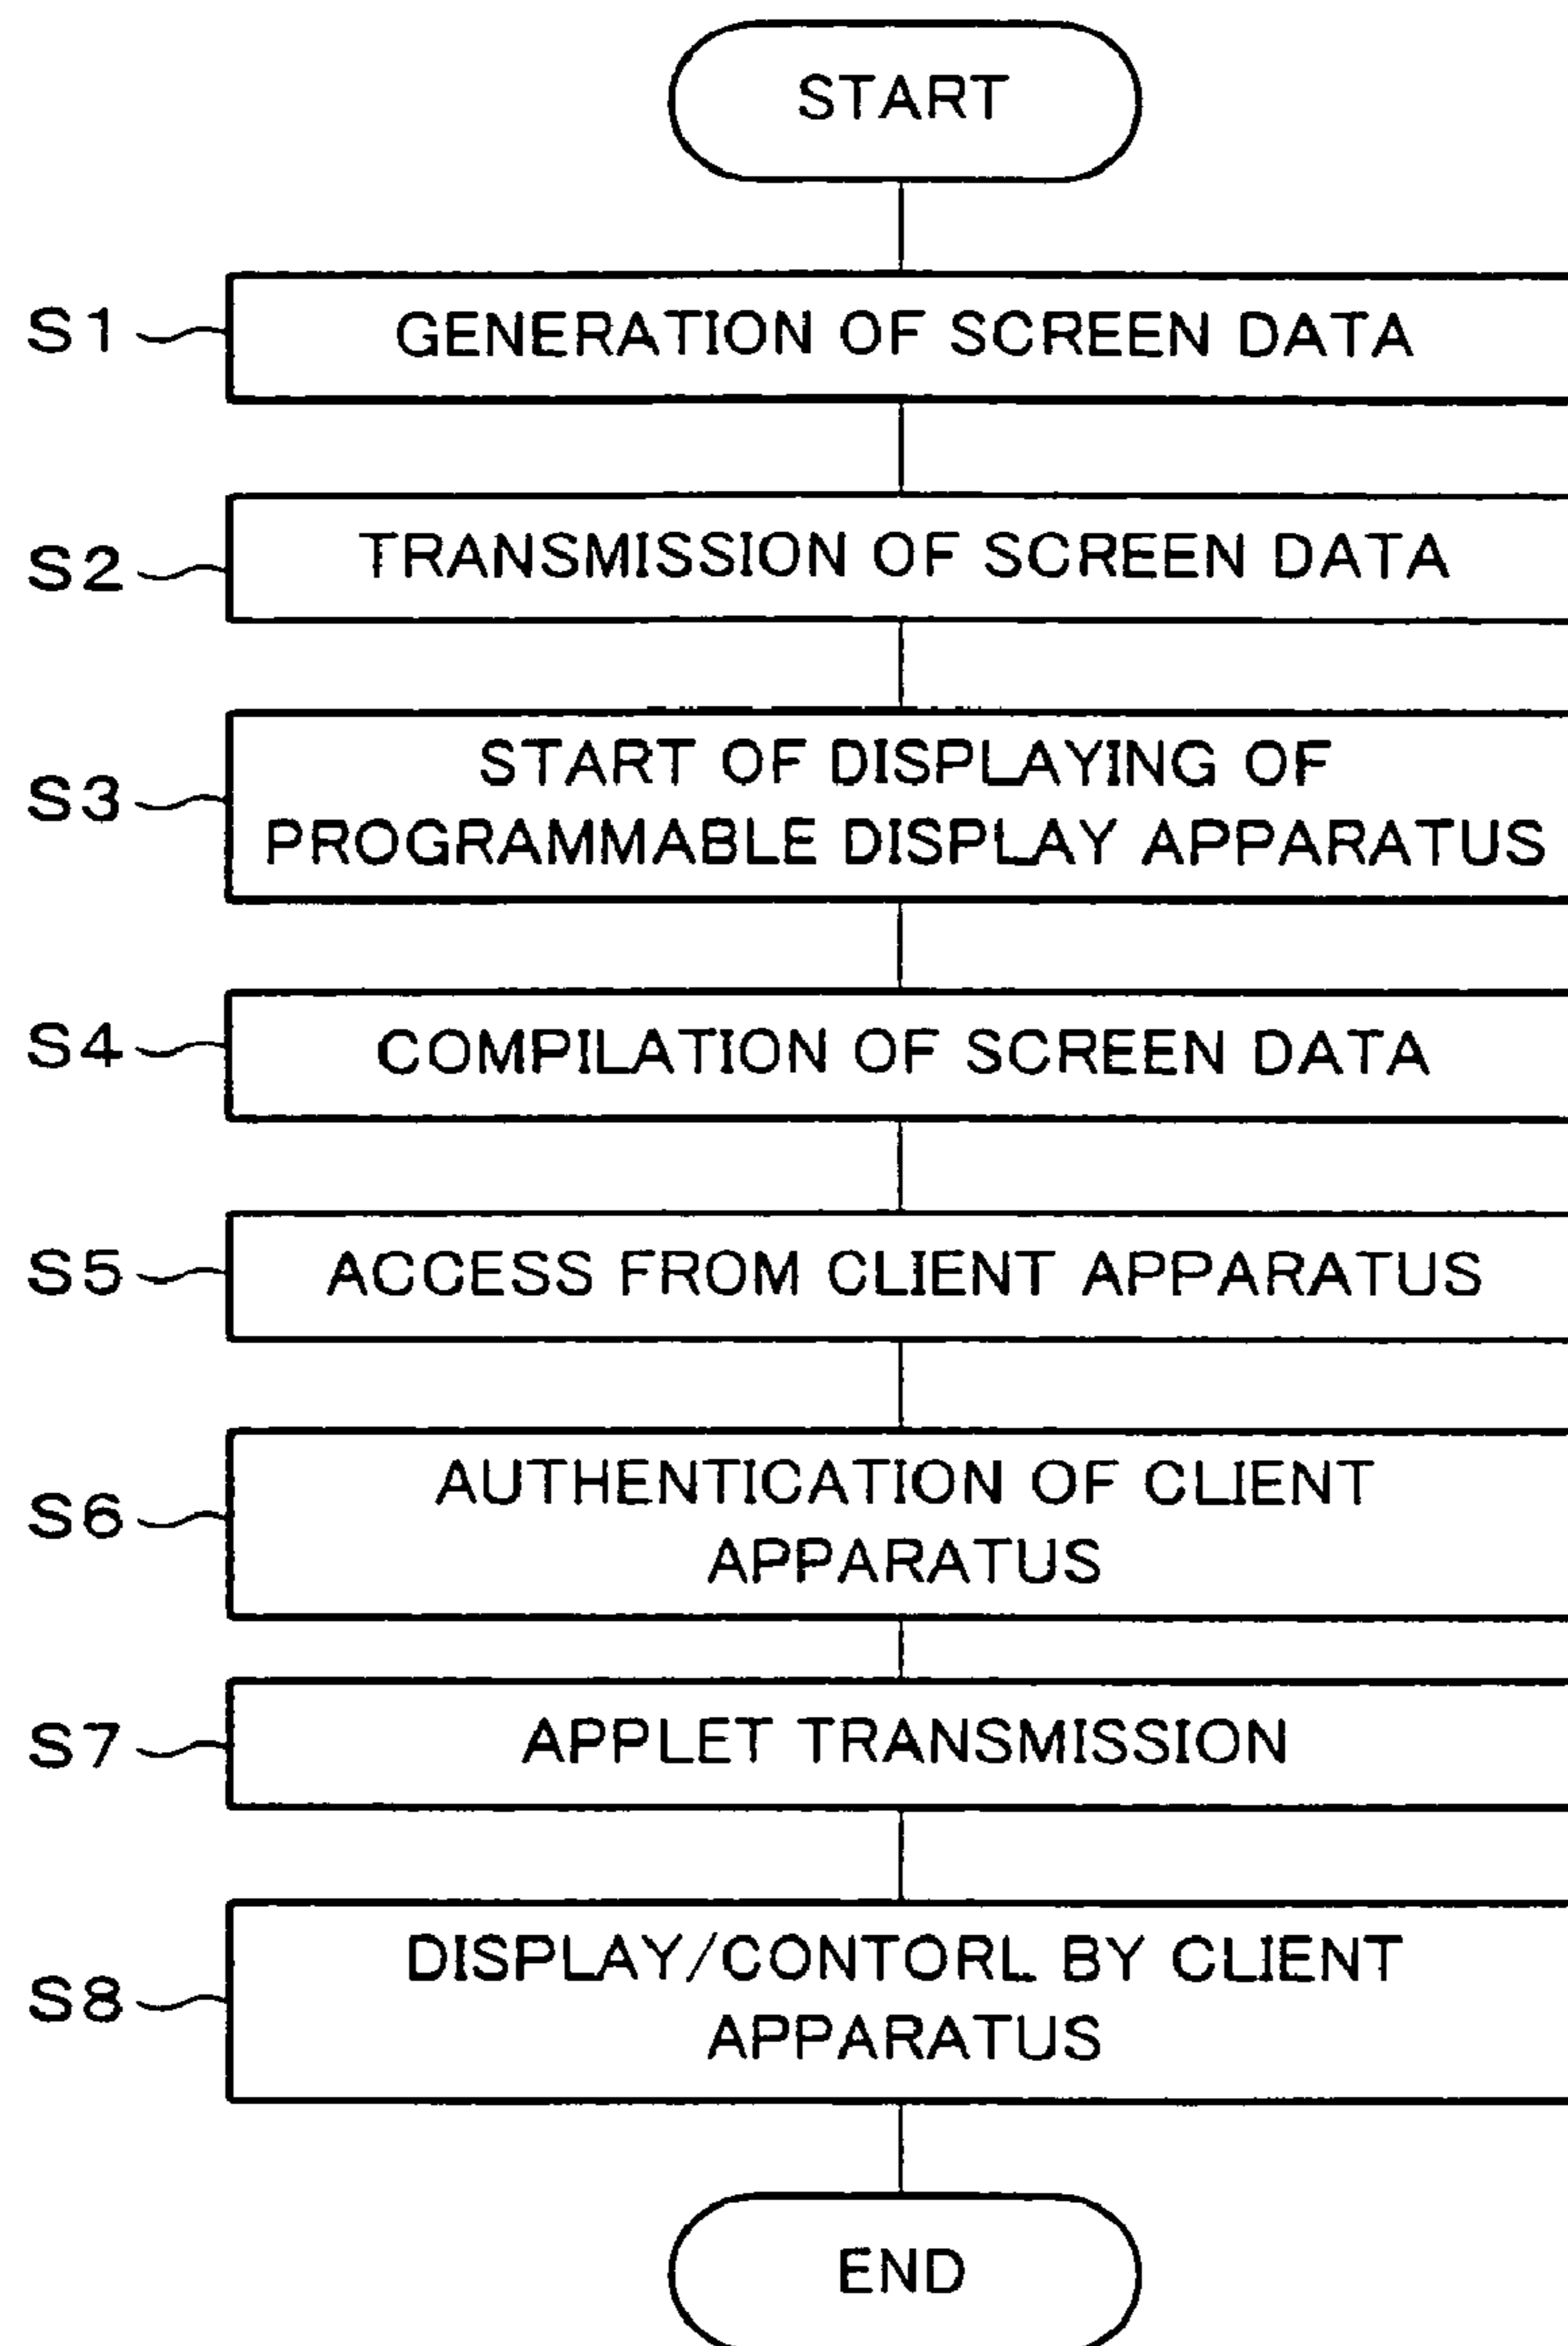 START
S1 GENERATION OF SCREEN DATA
S2 TRANSMISSION OF SCREEN DATA
S3 START OF DISPLAYING OF
PROGRAMMABLE DISPLAY APPARATUS
S4 COMPILATION OF SCREEN DATA
S5 ACCESS FROM CLIENT APPARATUS
S6 AUTHENTICATION OF CLIENT
APPARATUS
S7 APPLET TRANSMISSION
S8 DISPLAY/CONTORL BY CLIENT
APPARATUS
END